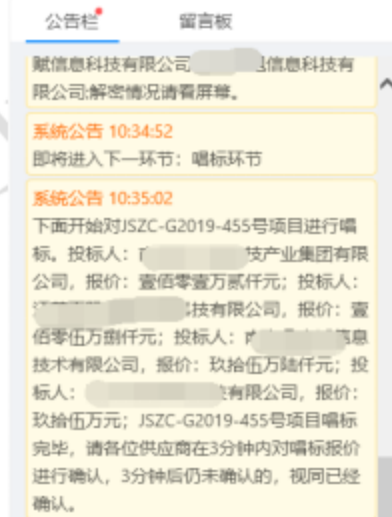 公告栏 留言板
赋信息科技有限公司 信息科技有
限公司;解密情况请看屏幕。
系统公告 10:34:52
即将进入下一环节：唱标环节
系统公告 10:35:02
下面开始对JSZC-G2019-455号项目进行唱
标。投标人： 技产业集团有限
公司，报价：壹佰零壹万贰仟元；投标人：
科技有限公司，报价：壹
佰零伍万捌仟元；投标人： 信息
技术有限公司，报价：玖拾伍万陆仟元；投
标人： 有限公司，报价：
玖拾伍万元；JSZC-G2019-455号项目唱标
完毕，请各位供应商在3分钟内对唱标报价
进行确认，3分钟后仍未确认的，视同已经
确认。